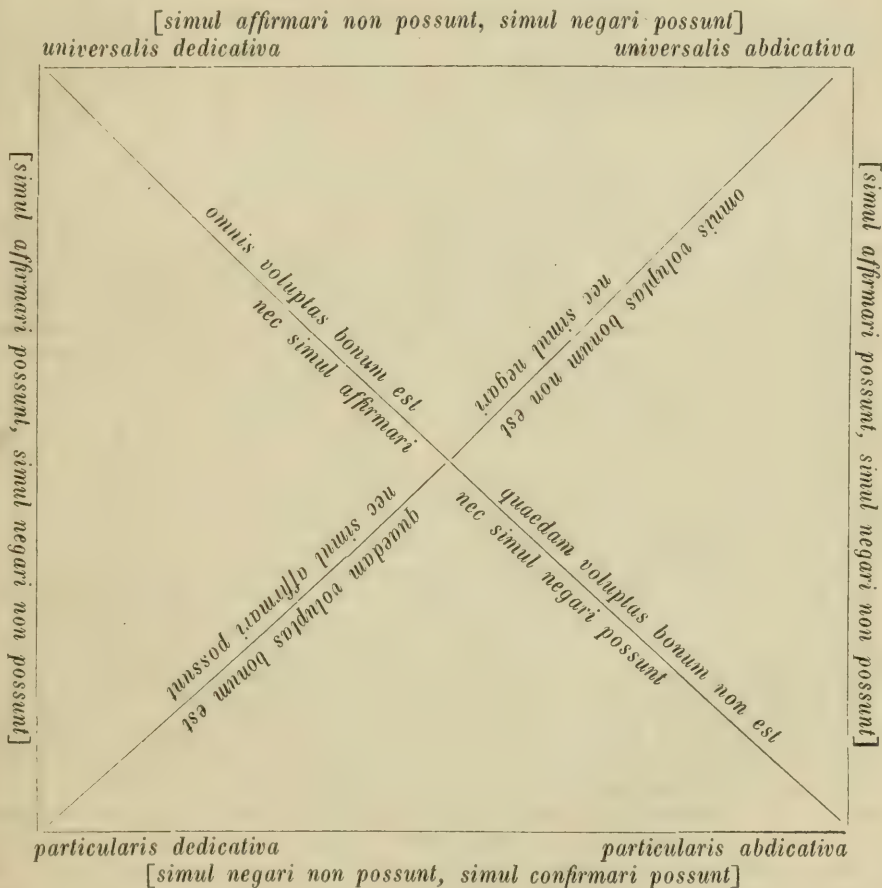 [simul affirmari non possunt, simul negari possunt]
universalis dedicativa
universalis abdicativa
[simul affirmari possunt, simul negari non possunt]
omnis voluptas bonum est
nec simul affirmari
nec simul negari
omnis voluptas bonum non est
[simul affirmari possunt, simul negari non possunt]
nec simul affirmari possunt
quaedam voluptas bonum est
quaedam voluptas bonum non est
nec simul negari possunt
particularis dedicativa
particularis abdicativa
[simul negari non possunt, simul confirmari possunt]